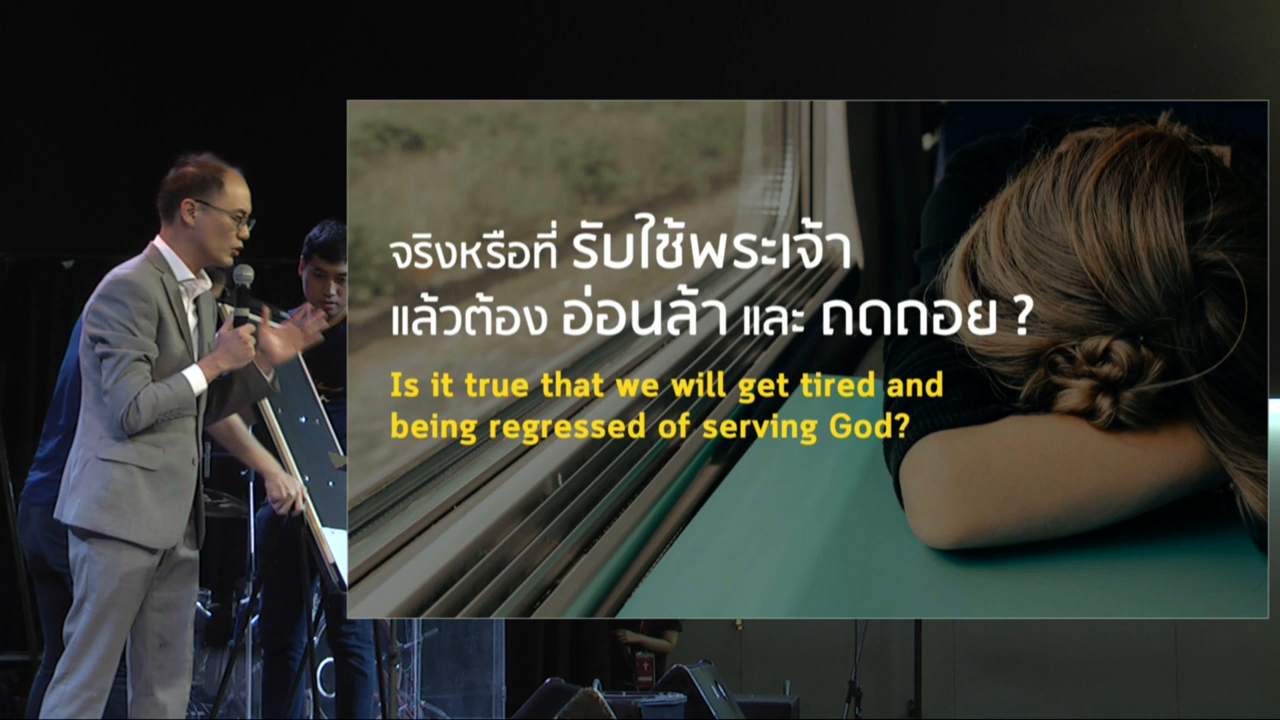 จริงหรือที่ รับใช้พระเจ้า
แล้วต้อง อ่อนล้า และ ถดถอย ?
Is it true that we will get tired and
being regressed of serving God?